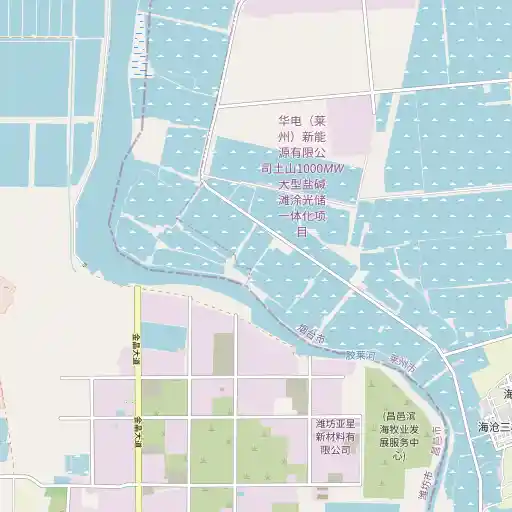 华电（莱
州）新能
源有限公
司土山1000MW
大型盐碱
滩涂光储
一体化项
目
烟台市
胶莱河
莱州市
金晶大道
金晶大道
潍坊亚星
新材料有
限公司
(昌邑滨
海牧业发
展服务中
心)
昌邑市
潍坊市
海沧三